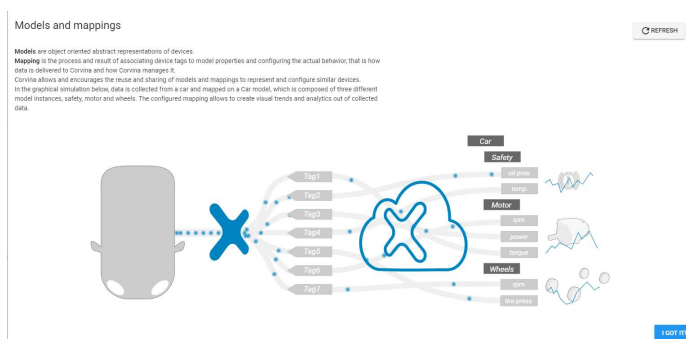 Models and mappings
REFRESH
Models are object oriented abstract representations of devices.
Mapping is the process and result of associating device tags to model properties and configuring the actual behavior, that is how
data is delivered to Corvina and how Corvina manages it.
Corvina allows and encourages the reuse and sharing of models and mappings to represent and configure similar devices.
In the graphical simulation below, data is collected from a car and mapped on a Car model, which is composed of three different
model instances, safety, motor and wheels. The configured mapping allows to create visual trends and analytics out of collected
data.
Car
Safety
Tag1
oil pres
Tag2
temp.
Motor
Tag3
rpm
Tag4
power
Tag5
torque
Wheels
Tag6
rpm
Tag7
tire press
I GOT IT!